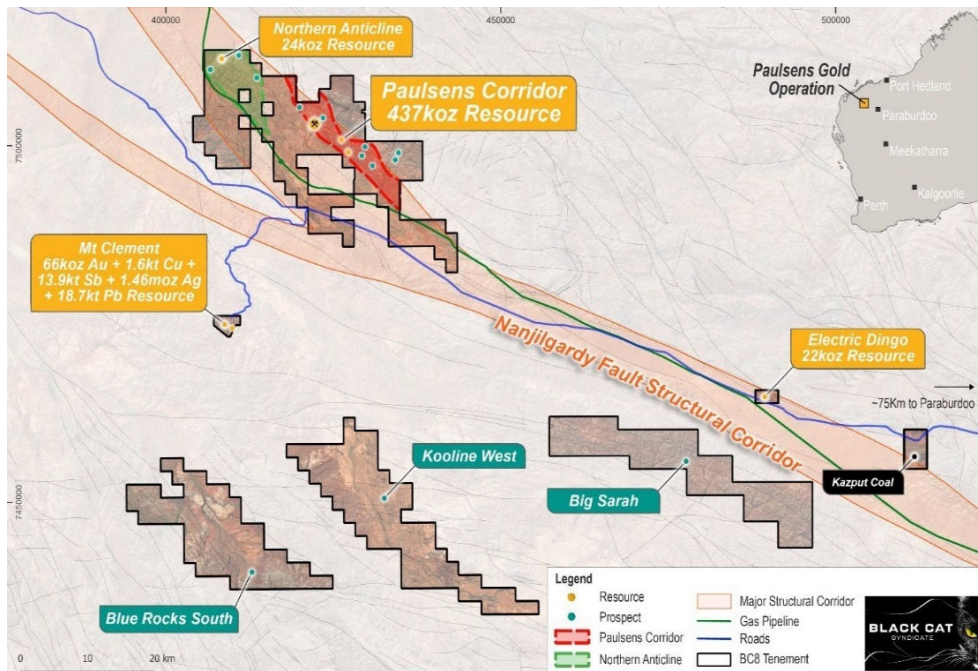 400000
450000
500000
Northern Anticline
24koz Resource
Paulsens Corridor
437koz Resource
Paulsens Gold
Operation
Port Hedland
Paraburdoo
Meekatharra
Kalgoorlie
Perth
7500000
Mt Clement
66koz Au + 1.6kt Cu +
13.9kt Sb + 1.46moz Ag
+ 18.7kt Pb Resource
Nanjilgardy Fault Structural Corridor
Electric Dingo
22koz Resource
~75Km to Paraburdoo
Kooline West
Big Sarah
Kazput Coal
7450000
Blue Rocks South
0 10 20 km
Legend
Resource
Prospect
Paulsens Corridor
Northern Anticline
Major Structural Corridor
Gas Pipeline
Roads
BC8 Tenement
BLACK CAT
SYNDICATE